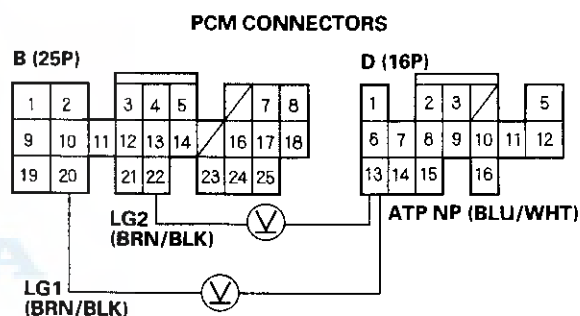 PCM CONNECTORS
B (25P)
D (16P)
1 2 3 4 5 7 8
1 2 3 5
9 10 11 12 13 14 16 17 18
6 7 8 9 10 11 12
19 20 21 22 23 24 25
13 14 15 16
LG2
(BRN/BLK)
V
ATP NP (BLU/WHT)
LG1
(BRN/BLK)
V